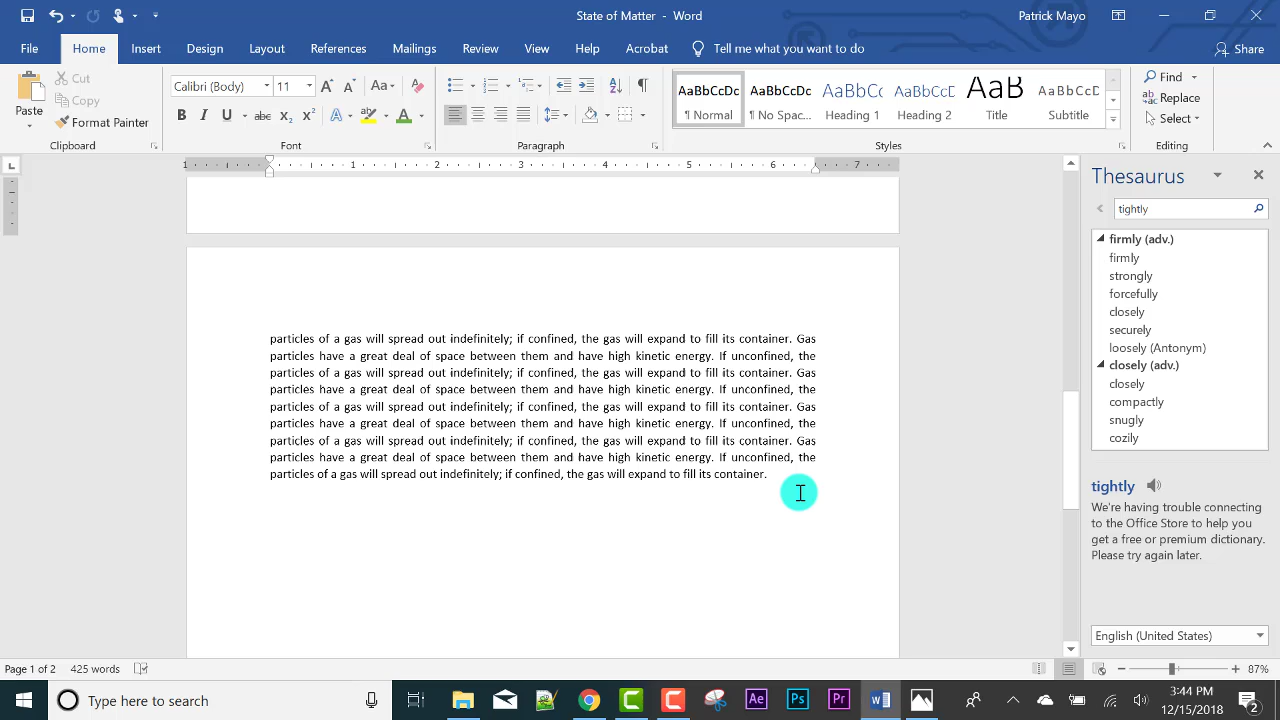 State of Matter - Word
Patrick Mayo
File Home Insert Design Layout References Mailings Review View Help Acrobat Tell me what you want to do Share
Paste
Cut
Copy
Format Painter
Clipboard
Calibri (Body) 11
Font
Paragraph
AaBbCcDc AaBbCcDc AaBbCc AaBbCcC AaB AaBbCcC
¶ Normal ¶ No Spac... Heading 1 Heading 2 Title Subtitle
Styles
Find
Replace
Select
Editing
1 1 2 3 4 5 6 7
particles of a gas will spread out indefinitely; if confined, the gas will expand to fill its container. Gas
particles have a great deal of space between them and have high kinetic energy. If unconfined, the
particles of a gas will spread out indefinitely; if confined, the gas will expand to fill its container. Gas
particles have a great deal of space between them and have high kinetic energy. If unconfined, the
particles of a gas will spread out indefinitely; if confined, the gas will expand to fill its container. Gas
particles have a great deal of space between them and have high kinetic energy. If unconfined, the
particles of a gas will spread out indefinitely; if confined, the gas will expand to fill its container. Gas
particles have a great deal of space between them and have high kinetic energy. If unconfined, the
particles of a gas will spread out indefinitely; if confined, the gas will expand to fill its container.
Thesaurus
tightly
firmly (adv.)
firmly
strongly
forcefully
closely
securely
loosely (Antonym)
closely (adv.)
closely
compactly
snugly
cozily
tightly
We're having trouble connecting
to the Office Store to help you
get a free or premium dictionary.
Please try again later.
English (United States)
Page 1 of 2 425 words
87%
Type here to search
Ae Ps Pr
3:44 PM
12/15/2018
2